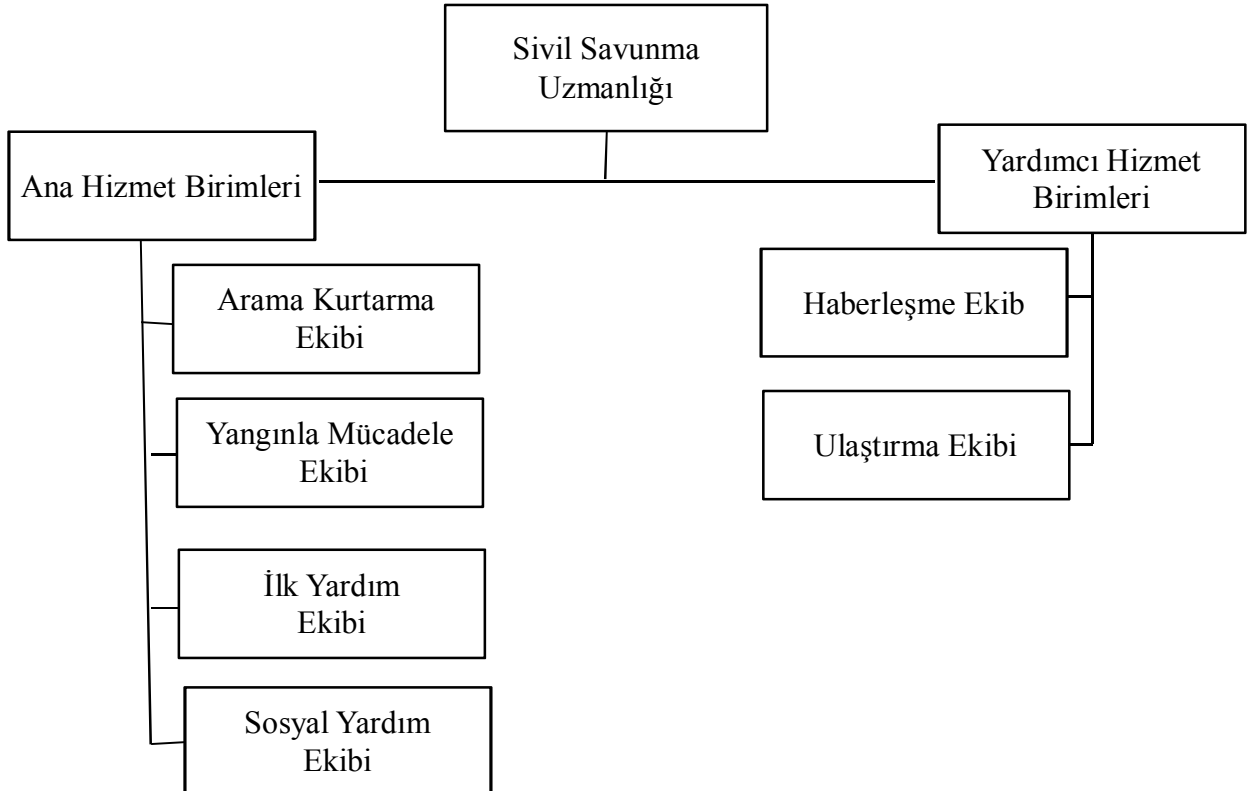 Sivil Savunma
Uzmanlığı
Ana Hizmet Birimleri
Yardımcı Hizmet
Birimleri
Arama Kurtarma
Ekibi
Yangınla Mücadele
Ekibi
İlk Yardım
Ekibi
Sosyal Yardım
Ekibi
Haberleşme Ekib
Ulaştırma Ekibi